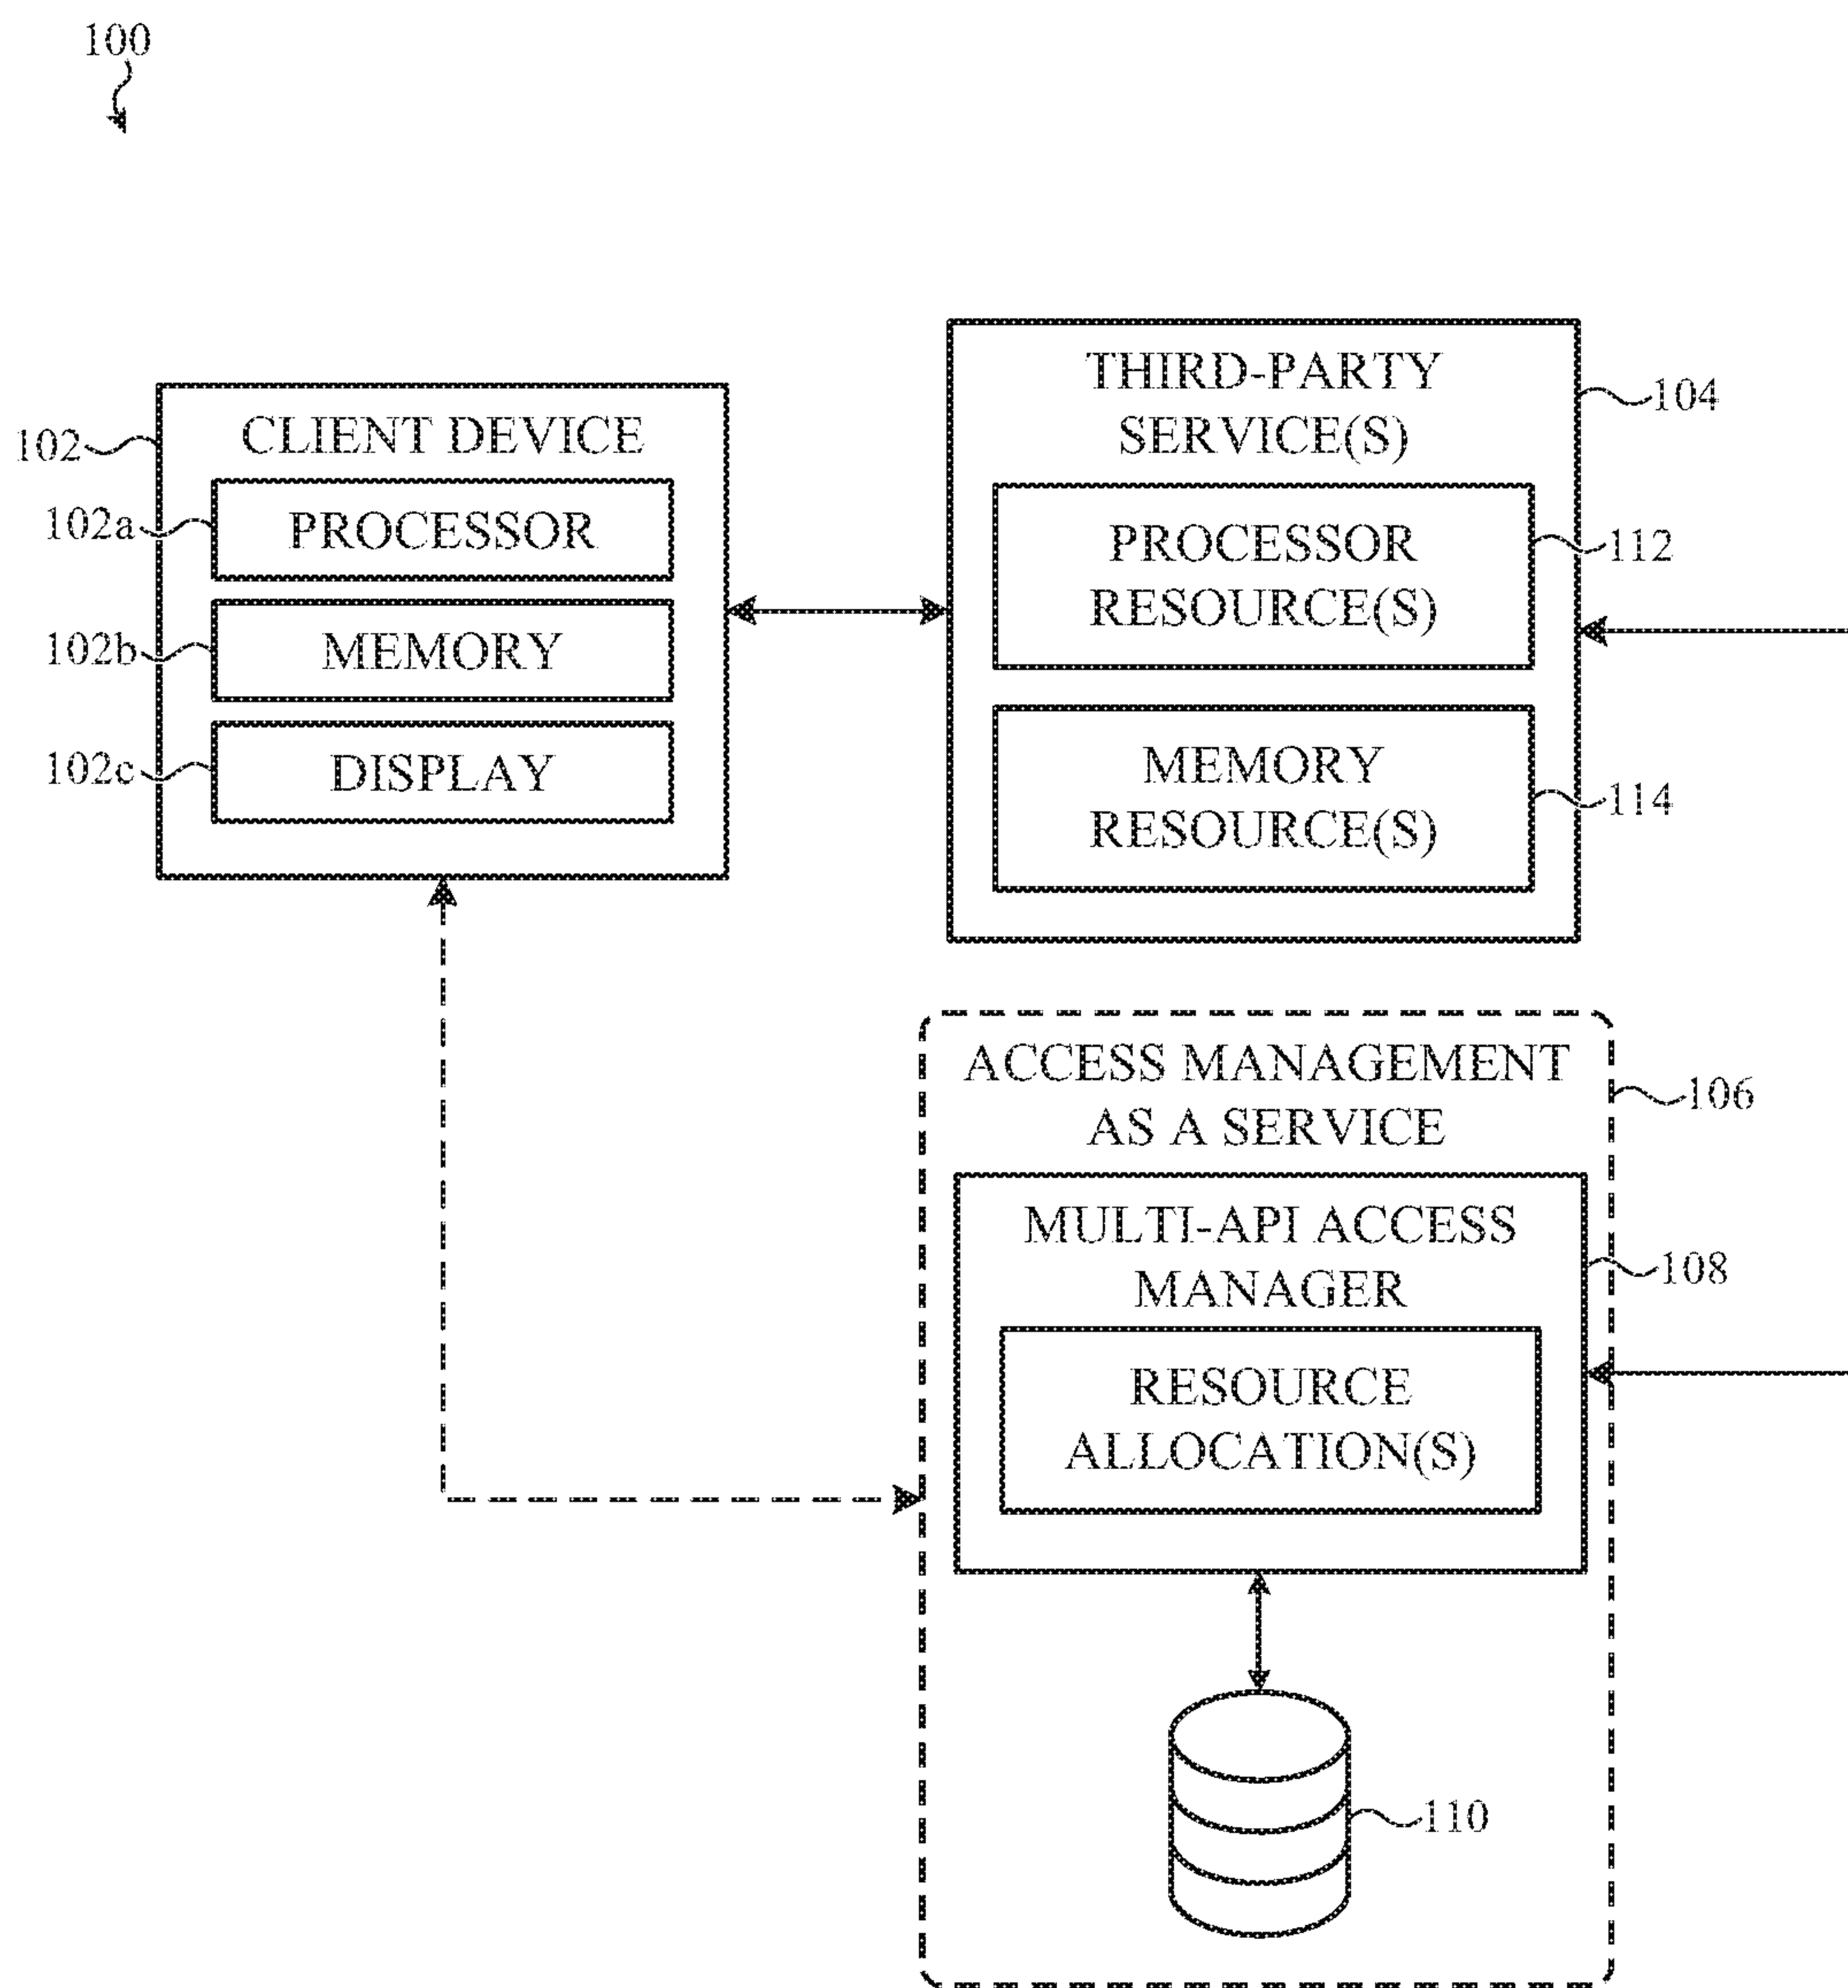 100
THIRD-PARTY
SERVICE(S)
104
CLIENT DEVICE
102
PROCESSOR
102a
PROCESSOR
RESOURCE(S)
112
MEMORY
102b
DISPLAY
102c
MEMORY
RESOURCE(S)
114
ACCESS MANAGEMENT
AS A SERVICE
106
MULTI-API ACCESS
MANAGER
108
RESOURCE
ALLOCATION(S)
110